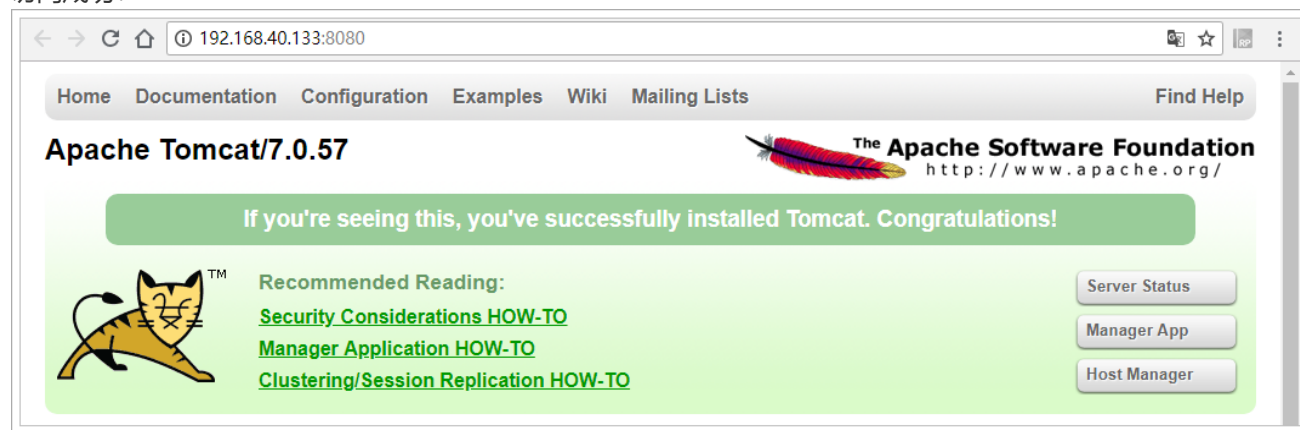 192.168.40.133:8080
Home Documentation Configuration Examples Wiki Mailing Lists Find Help
Apache Tomcat/7.0.57
The Apache Software Foundation
http://www.apache.org/
If you're seeing this, you've successfully installed Tomcat. Congratulations!
TM
Recommended Reading:
Security Considerations HOW-TO
Manager Application HOW-TO
Clustering/Session Replication HOW-TO
Server Status
Manager App
Host Manager